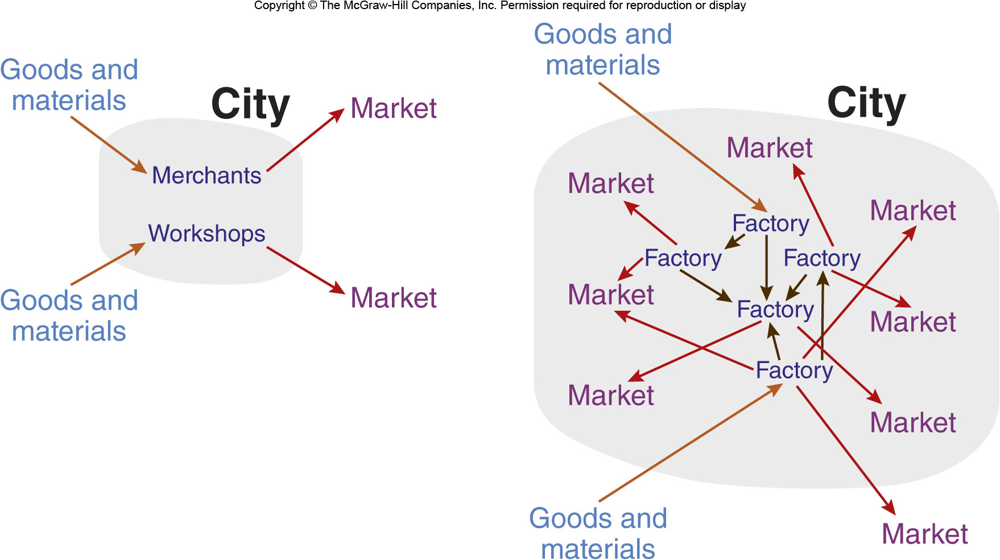 Copyright © The McGraw-Hill Companies, Inc. Permission required for reproduction or display
Goods and
materials
City
Market
Merchants
Workshops
Goods and
materials
Market
Goods and
materials
City
Market
Market
Market
Factory
Factory
Factory
Market
Factory
Market
Factory
Market
Market
Goods and
materials
Market